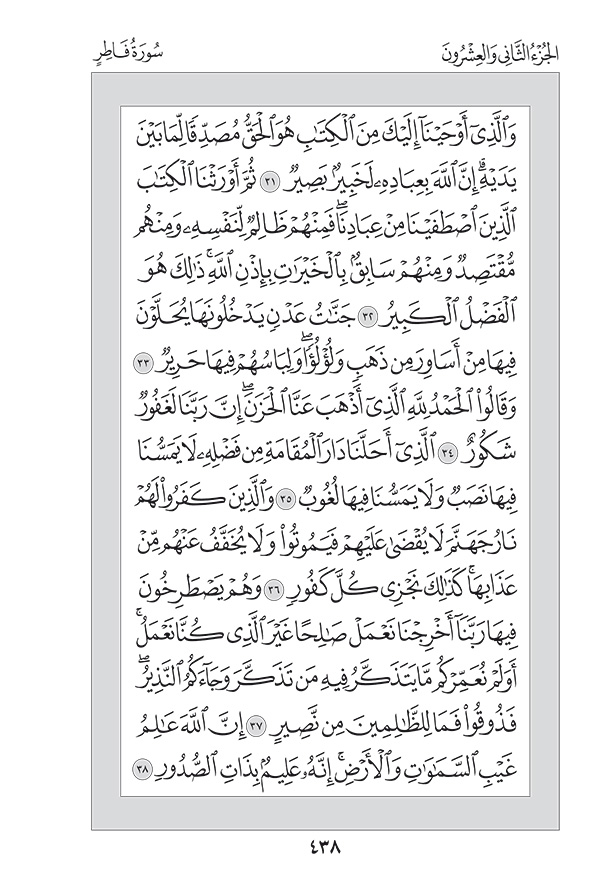 الجُزْءُ الثَّانِي وَالعِشْرُونَ
سُورَةُ فَاطِرٍ
وَٱلَّذِىٓ أَوْحَيْنَآ إِلَيْكَ مِنَ ٱلْكِتَٰبِ هُوَ ٱلْحَقُّ مُصَدِّقًا لِّمَا بَيْنَ
يَدَيْهِۗ إِنَّ ٱللَّهَ بِعِبَادِهِۦ لَخَبِيرٌۢ بَصِيرٌ ٣١ ثُمَّ أَوْرَثْنَا ٱلْكِتَٰبَ
ٱلَّذِينَ ٱصْطَفَيْنَا مِنْ عِبَادِنَاۖ فَمِنْهُمْ ظَالِمٌ لِّنَفْسِهِۦ وَمِنْهُم
مُّقْتَصِدٌ وَمِنْهُمْ سَابِقٌۢ بِٱلْخَيْرَٰتِ بِإِذْنِ ٱللَّهِۚ ذَٰلِكَ هُوَ
ٱلْفَضْلُ ٱلْكَبِيرُ ٣٢ جَنَّٰتُ عَدْنٍ يَدْخُلُونَهَا يُحَلَّوْنَ
فِيهَا مِنْ أَسَاوِرَ مِن ذَهَبٍ وَلُؤْلُؤًاۖ وَلِبَاسُهُمْ فِيهَا حَرِيرٌ ٣٣
وَقَالُوا۟ ٱلْحَمْدُ لِلَّهِ ٱلَّذِىٓ أَذْهَبَ عَنَّا ٱلْحَزَنَۖ إِنَّ رَبَّنَا لَغَفُورٌ
شَكُورٌ ٣٤ ٱلَّذِىٓ أَحَلَّنَا دَارَ ٱلْمُقَامَةِ مِن فَضْلِهِۦ لَا يَمَسُّنَا
فِيهَا نَصَبٌ وَلَا يَمَسُّنَا فِيهَا لُغُوبٌ ٣٥ وَٱلَّذِينَ كَفَرُوا۟ لَهُمْ
نَارُ جَهَنَّمَ لَا يُقْضَىٰ عَلَيْهِمْ فَيَمُوتُوا۟ وَلَا يُخَفَّفُ عَنْهُم مِّنْ
عَذَابِهَاۚ كَذَٰلِكَ نَجْزِى كُلَّ كَفُورٍ ٣٦ وَهُمْ يَصْطَرِخُونَ
فِيهَا رَبَّنَآ أَخْرِجْنَا نَعْمَلْ صَٰلِحًا غَيْرَ ٱلَّذِى كُنَّا نَعْمَلُۚ
أَوَلَمْ نُعَمِّرْكُم مَّا يَتَذَكَّرُ فِيهِ مَن تَذَكَّرَ وَجَآءَكُمُ ٱلنَّذِيرُۖ
فَذُوقُوا۟ فَمَا لِلظَّٰلِمِينَ مِن نَّصِيرٍ ٣٧ إِنَّ ٱللَّهَ عَٰلِمُ
غَيْبِ ٱلسَّمَٰوَٰتِ وَٱلْأَرْضِۚ إِنَّهُۥ عَلِيمٌۢ بِذَاتِ ٱلصُّدُورِ ٣٨
٤٣٨